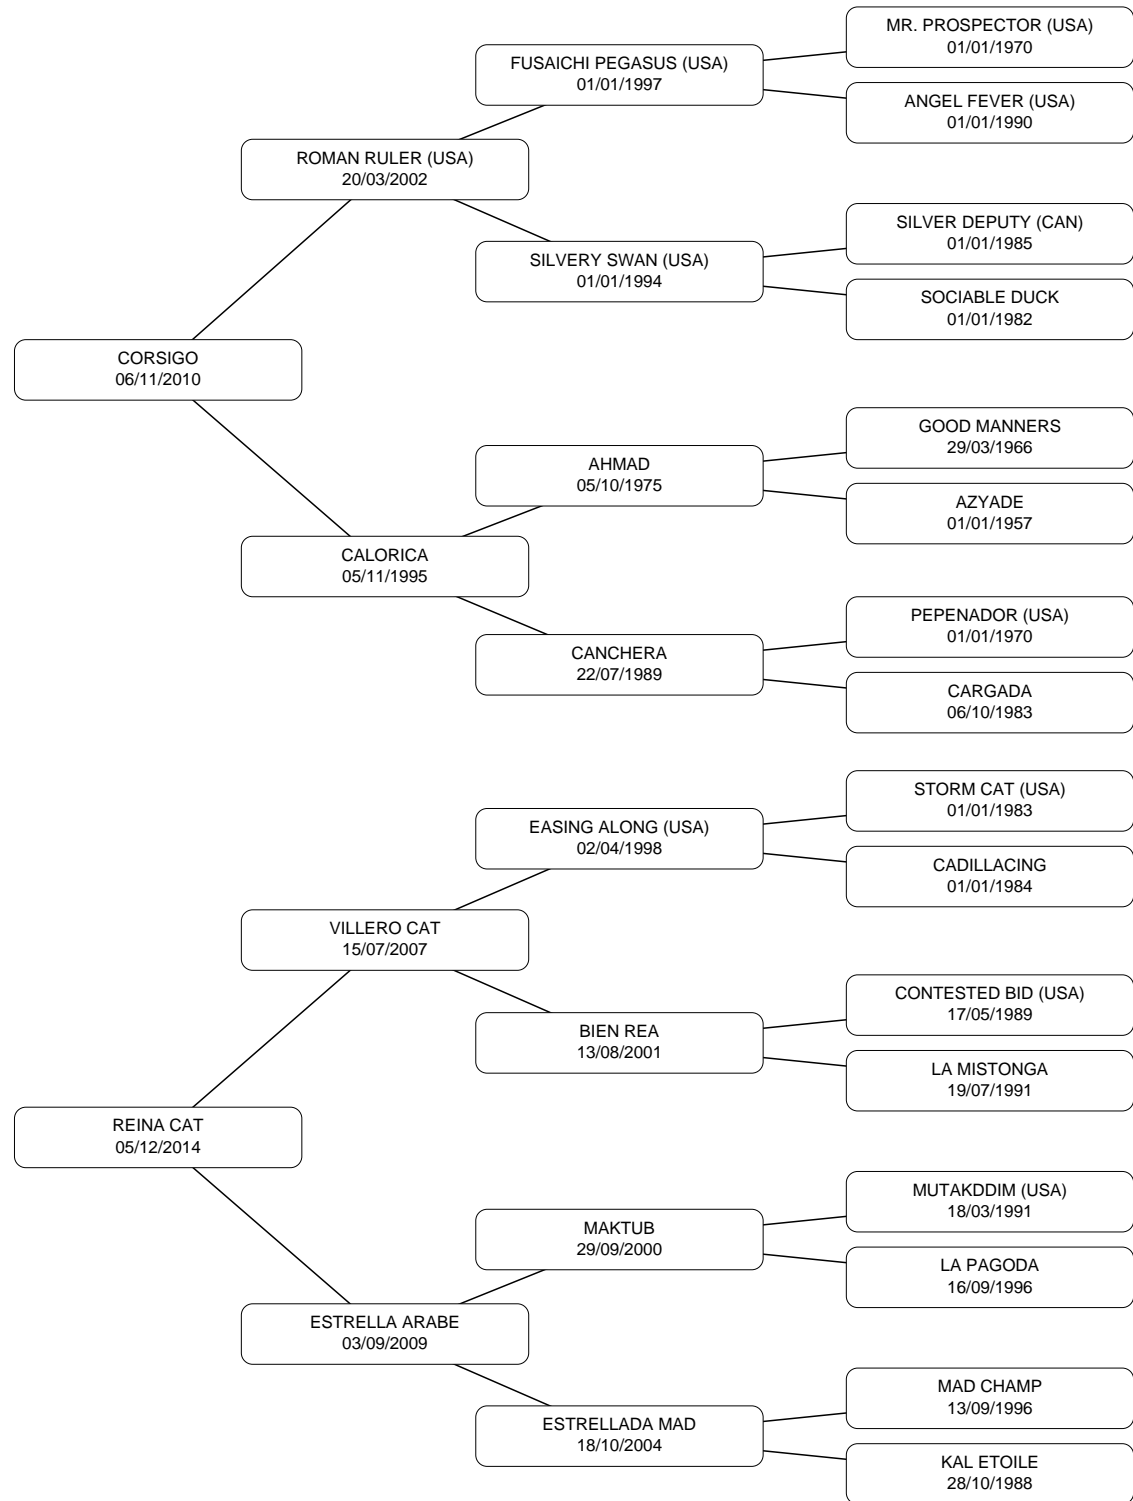 MR. PROSPECTOR (USA)
01/01/1970
FUSAICHI PEGASUS (USA)
01/01/1997
ANGEL FEVER (USA)
01/01/1990
ROMAN RULER (USA)
20/03/2002
SILVER DEPUTY (CAN)
01/01/1985
SILVERY SWAN (USA)
01/01/1994
SOCIABLE DUCK
01/01/1982
CORSIGO
06/11/2010
GOOD MANNERS
29/03/1966
AHMAD
05/10/1975
AZYADE
01/01/1957
CALORICA
05/11/1995
PEPENADOR (USA)
01/01/1970
CANCHERA
22/07/1989
CARGADA
06/10/1983
STORM CAT (USA)
01/01/1983
EASING ALONG (USA)
02/04/1998
CADILLACING
01/01/1984
VILLERO CAT
15/07/2007
CONTESTED BID (USA)
17/05/1989
BIEN REA
13/08/2001
LA MISTONGA
19/07/1991
REINA CAT
05/12/2014
MUTAKDDIM (USA)
18/03/1991
MAKTUB
29/09/2000
LA PAGODA
16/09/1996
ESTRELLA ARABE
03/09/2009
MAD CHAMP
13/09/1996
ESTRELLADA MAD
18/10/2004
KAL ETOILE
28/10/1988